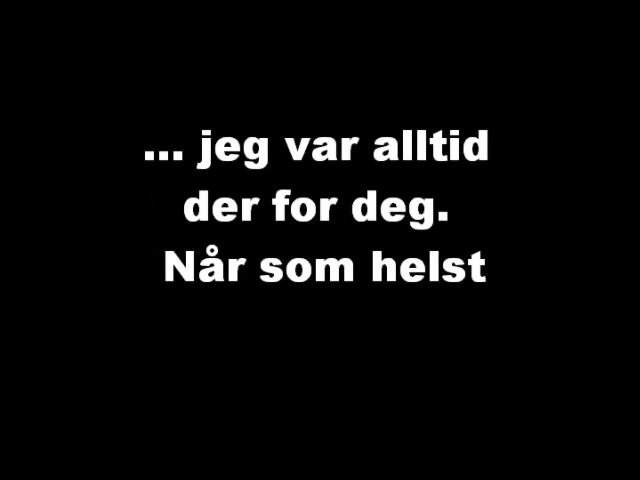 ... jeg var alltid
der for deg.
Når som helst